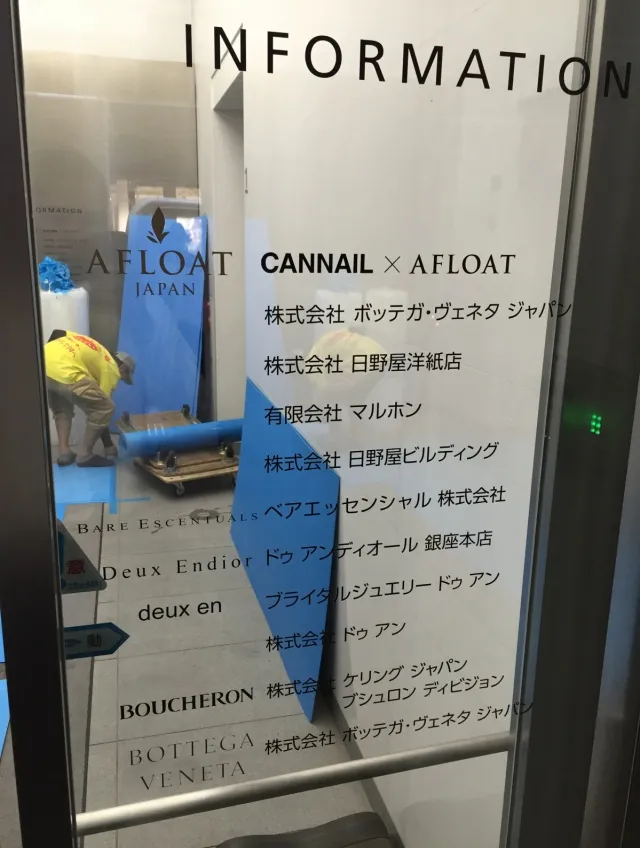 INFORMATION
AFLOAT
JAPAN
CANNAIL × AFLOAT
株式会社 ボッテガ・ヴェネタ ジャパン
株式会社 日野屋洋紙店
有限会社 マルホン
株式会社 日野屋ビルディング
BARE ESCENTUALS ベアエッセンシャル 株式会社
Deux Endior ドゥ アンディオール 銀座本店
deux en ブライダルジュエリー ドゥ アン
株式会社 ドゥ アン
BOUCHERON 株式会社 ケリング ジャパン
ブシュロン ディビジョン
BOTTEGA VENETA 株式会社 ボッテガ・ヴェネタ ジャパン
意
動